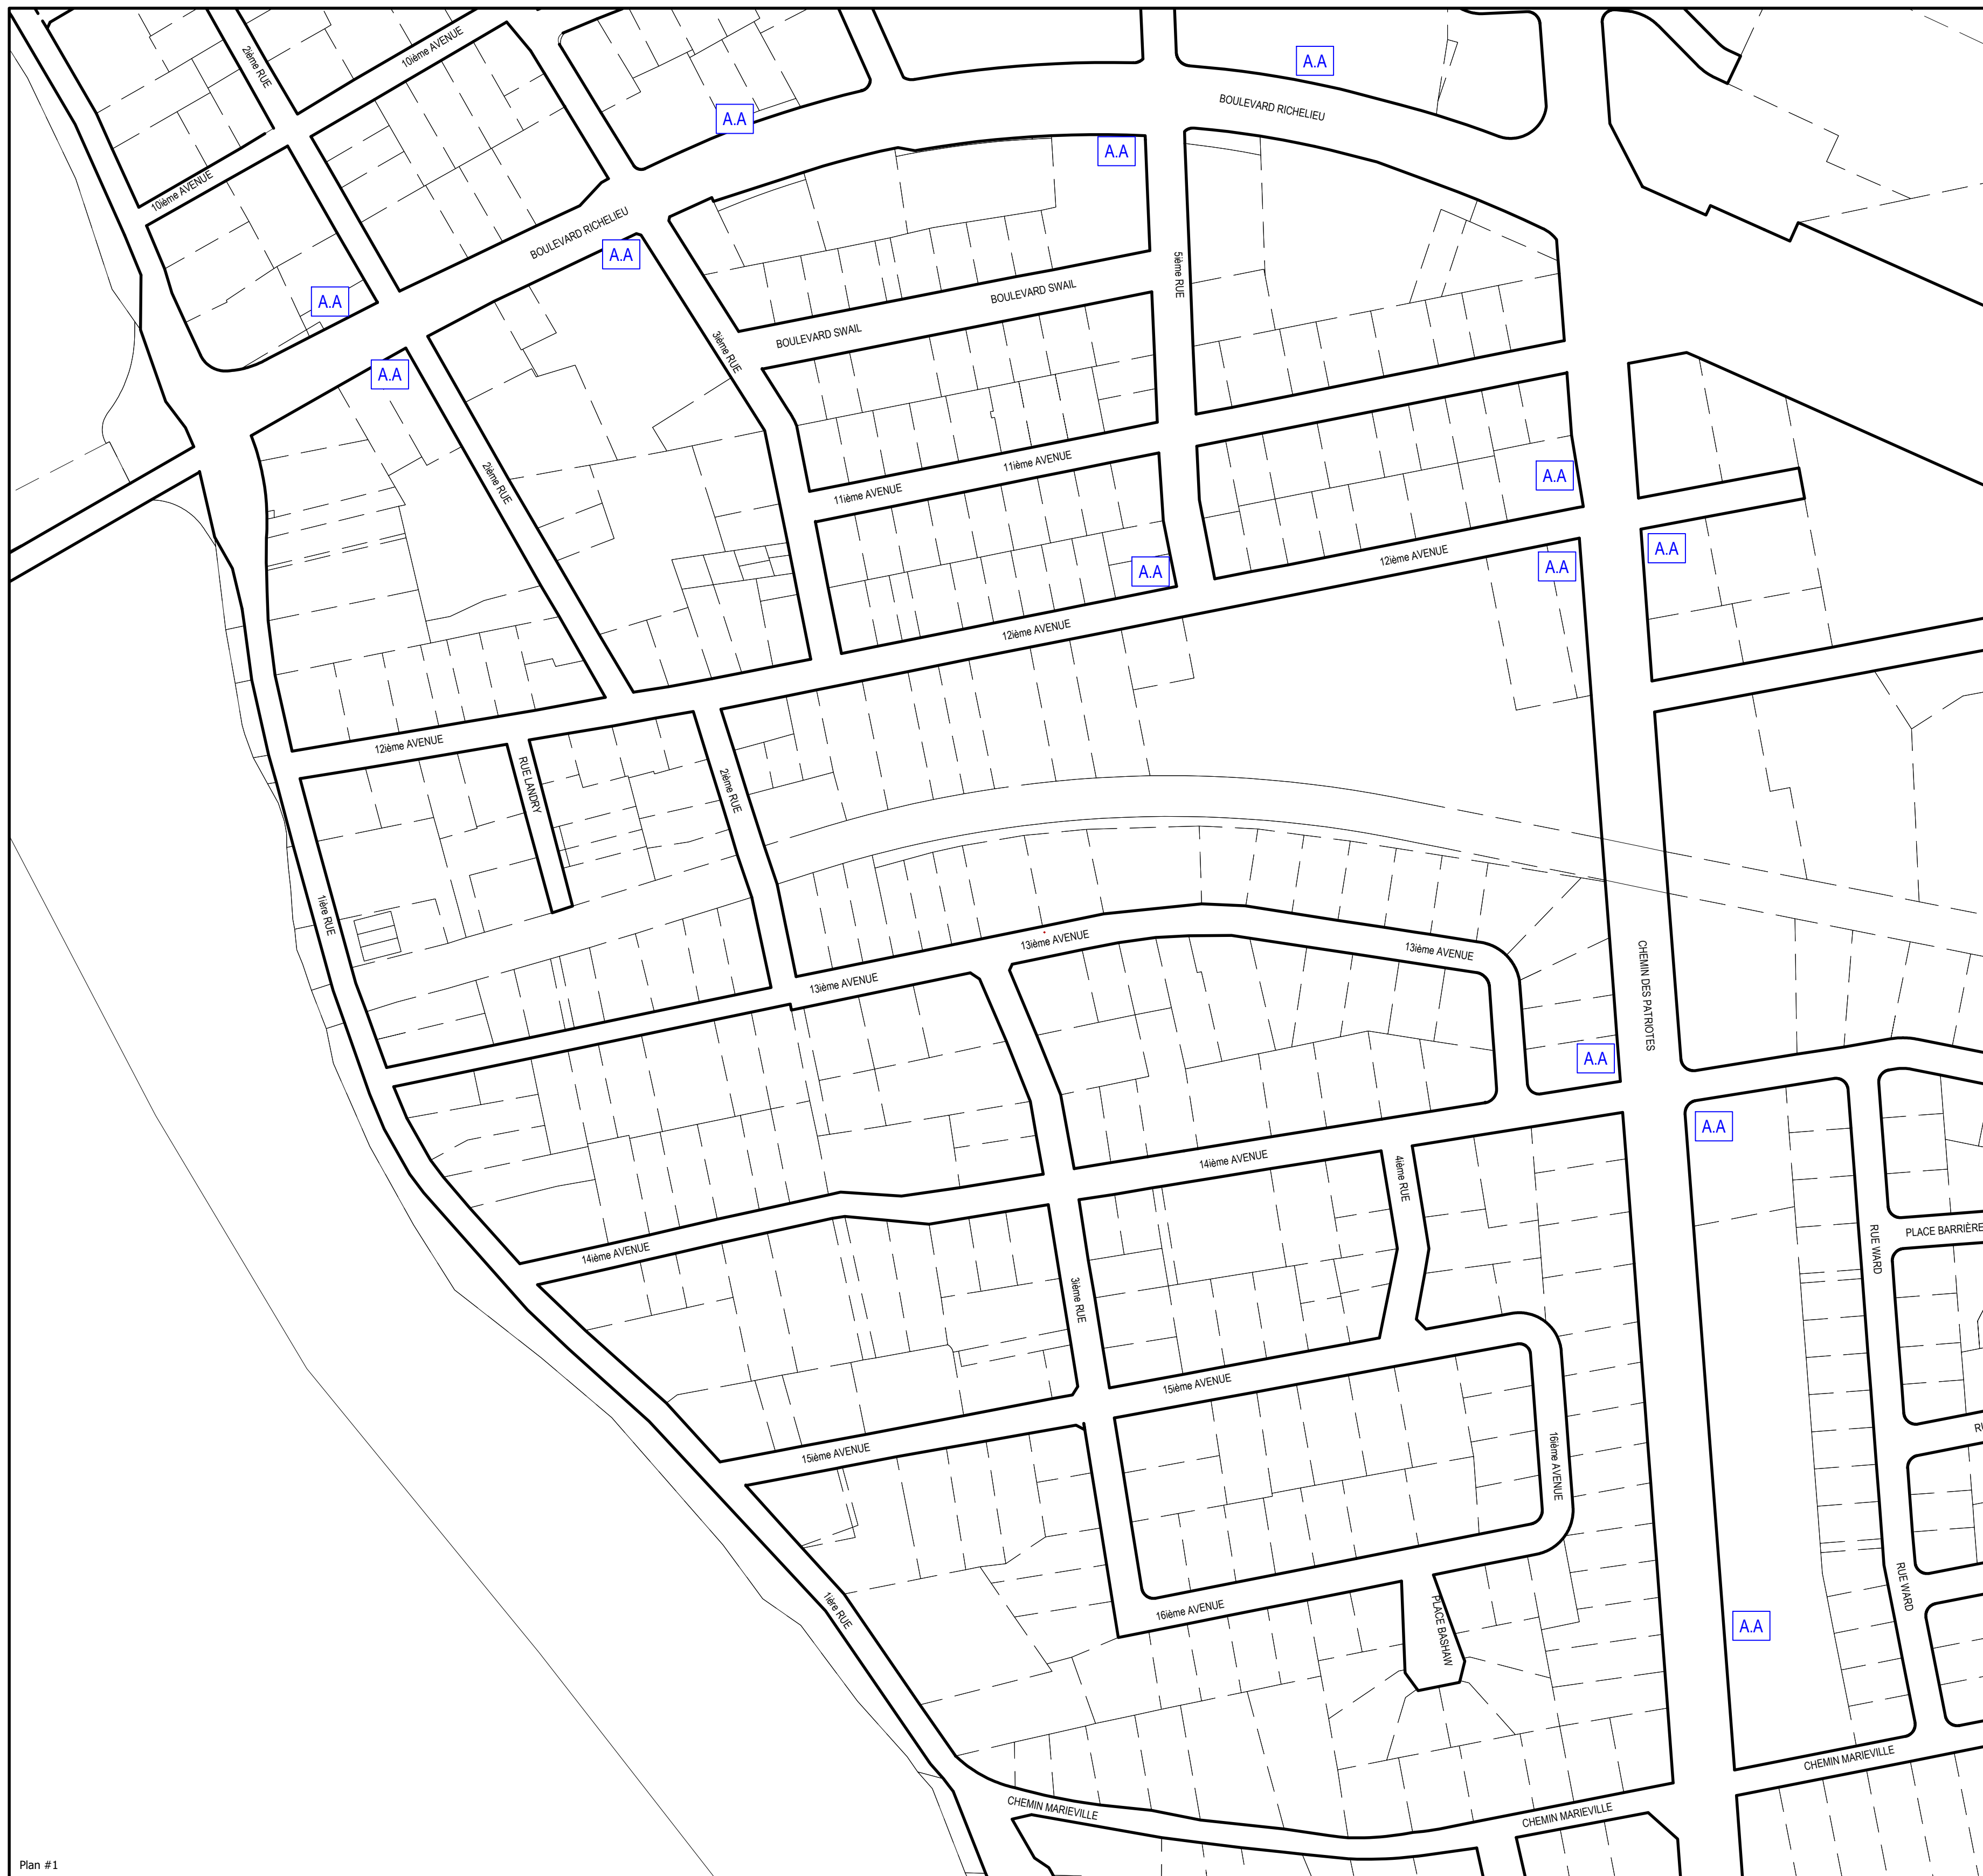 2ième RUE
10ième AVENUE
A.A
BOULEVARD RICHELIEU
A.A
A.A
10ième AVENUE
BOULEVARD RICHELIEU
A.A
5ième RUE
A.A
BOULEVARD SWAIL
BOULEVARD SWAIL
3ième RUE
A.A
2ième RUE
11ième AVENUE
11ième AVENUE
A.A
A.A
A.A
12ième AVENUE
A.A
A.A
12ième AVENUE
12ième AVENUE
RUE LANDRY
2ième RUE
1ière RUE
13ième AVENUE
13ième AVENUE
13ième AVENUE
CHEMIN DES PATRIOTES
A.A
A.A
14ième AVENUE
4ième RUE
14ième AVENUE
RUE WARD
PLACE BARRIÈRE
3ième RUE
15ième AVENUE
15ième AVENUE
16ième AVENUE
RUE WARD
1ière RUE
16ième AVENUE
PLACE BASHAW
A.A
CHEMIN MARIEVILLE
CHEMIN MARIEVILLE
CHEMIN MARIEVILLE
Plan #1